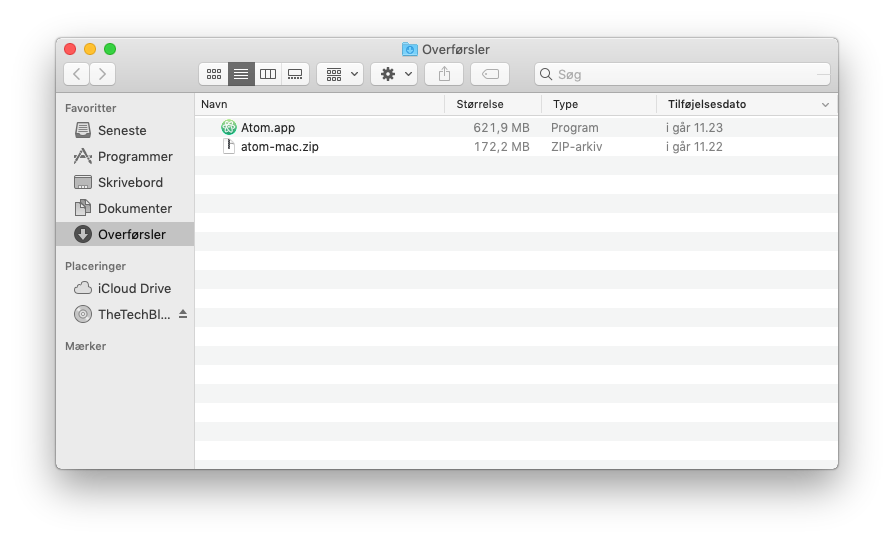 Overførsler
Søg
Favoritter
Seneste
Programmer
Skrivebord
Dokumenter
Overførsler
Placeringer
iCloud Drive
TheTechBl...
Mærker
Navn Størrelse Type Tilføjelsesdato
Atom.app 621,9 MB Program i går 11.23
atom-mac.zip 172,2 MB ZIP-arkiv i går 11.22